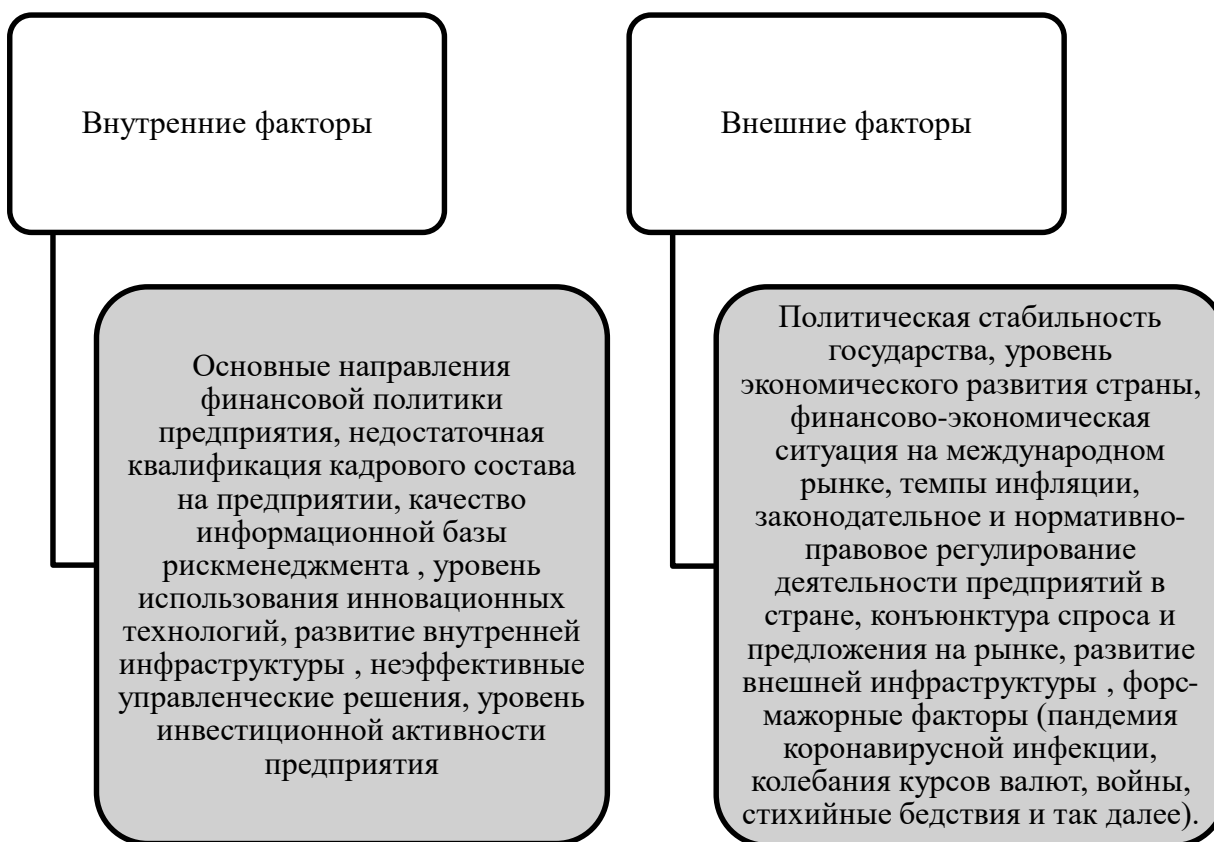 Внутренние факторы
Основные направления
финансовой политики
предприятия, недостаточная
квалификация кадрового состава
на предприятии, качество
информационной базы
рискменеджмента , уровень
использования инновационных
технологий, развитие внутренней
инфраструктуры , неэффективные
управленческие решения, уровень
инвестиционной активности
предприятия
Внешние факторы
Политическая стабильность
государства, уровень
экономического развития страны,
финансово-экономическая
ситуация на международном
рынке, темпы инфляции,
законодательное и нормативно-
правовое регулирование
деятельности предприятий в
стране, конъюнктура спроса и
предложения на рынке, развитие
внешней инфраструктуры , форс-
мажорные факторы (пандемия
коронавирусной инфекции,
колебания курсов валют, войны,
стихийные бедствия и так далее).